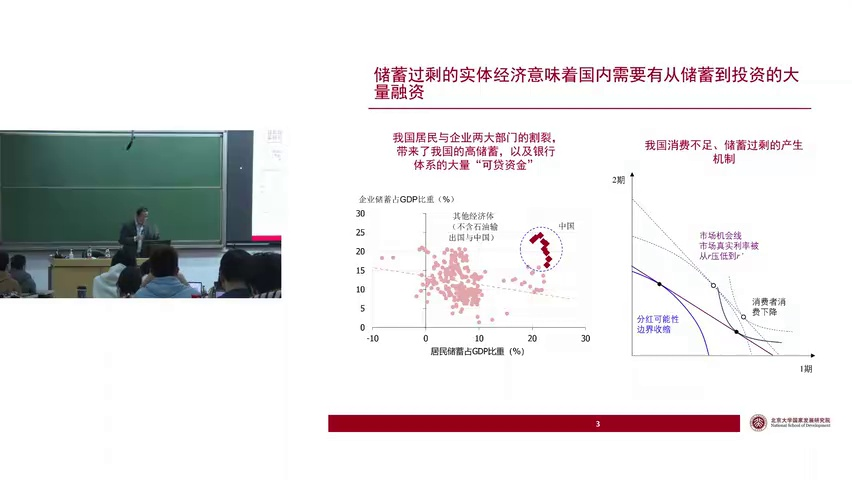 储蓄过剩的实体经济意味着国内需要有从储蓄到投资的大
量融资
我国居民与企业两大部门的割裂，
带来了我国的高储蓄，以及银行
体系的大量“可贷资金”
企业储蓄占GDP比重（%）
其他经济体
（不含石油输
出国与中国）
中国
30
25
20
15
10
5
0
-10
0
10
20
30
居民储蓄占GDP比重（%）
我国消费不足、储蓄过剩的产生
机制
2期
市场机会线
市场真实利率被
从r压低到r'
消费者消
费下降
分红可能性
边界收缩
1期
3
北京大学国家发展研究院
National School of Development